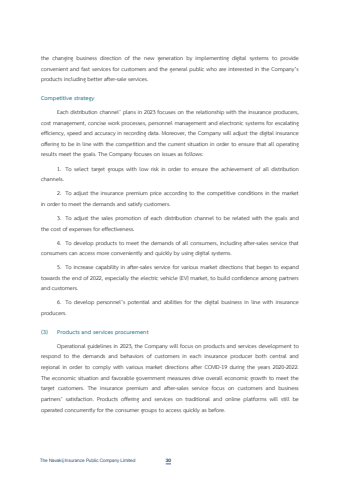 the changing business direction of the new generation by implementing digital systems to provide
convenient and fast services for customers and the general public who are interested in the Company's
products including better after-sale services.
Competitive strategy
Each distribution channel' plans in 2023 focuses on the relationship with the insurance producers,
cost management, concise work processes, personnel management and electronic systems for escalating
efficiency, speed and accuracy in recording data. Moreover, the Company will adjust the digital insurance
offering to be in line with the competition and the current situation in order to ensure that all operating
results meet the goals. The Company focuses on issues as follows:
1. To select target groups with low risk in order to ensure the achievement of all distribution
channels.
2. To adjust the insurance premium price according to the competitive conditions in the market
in order to meet the demands and satisfy customers.
3. To adjust the sales promotion of each distribution channel to be related with the goals and
the cost of expenses for effectiveness.
4. To develop products to meet the demands of all consumers, including after-sales service that
consumers can access more conveniently and quickly by using digital systems.
5. To increase capability in after-sales service for various market directions that began to expand
towards the end of 2022, especially the electric vehicle (EV) market, to build confidence among partners
and customers.
6. To develop personnel's potential and abilities for the digital business in line with insurance
producers.
(3) Products and services procurement
Operational guidelines in 2023, the Company will focus on products and services development to
respond to the demands and behaviors of customers in each insurance producer both central and
regional in order to comply with various market directions after COVID-19 during the years 2020-2022.
The economic situation and favorable government measures drive overall economic growth to meet the
target customers. The insurance premium and after-sales service focus on customers and business
partners' satisfaction. Products offering and services on traditional and online platforms will still be
operated concurrently for the consumer groups to access quickly as before.
The Navakij Insurance Public Company Limited 30